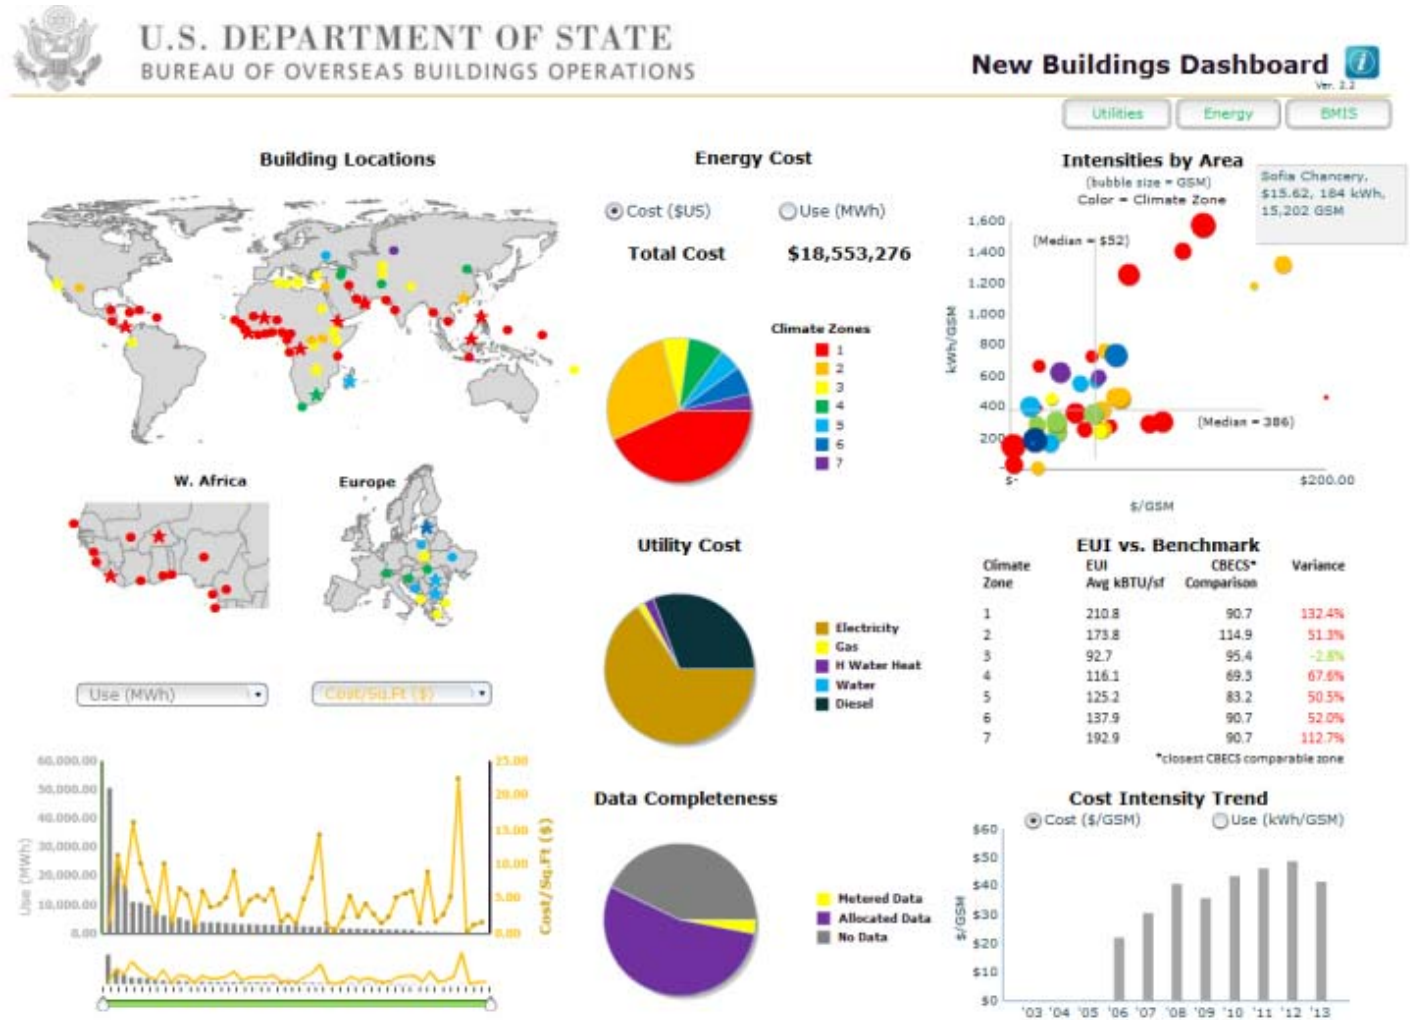 U.S. DEPARTMENT OF STATE
BUREAU OF OVERSEAS BUILDINGS OPERATIONS
New Buildings Dashboard i
Ver. 2.2
Utilities Energy BMIS
Building Locations
W. Africa
Europe
Use (MWh)
Cost/Sq.Ft ($)
60,000.00
50,000.00
40,000.00
30,000.00
20,000.00
10,000.00
0.00
Use (MWh)
25.00
20.00
15.00
10.00
5.00
0.00
Cost/Sq.Ft ($)
Energy Cost
Cost ($US) Use (MWh)
Total Cost $18,553,276
Climate Zones
1
2
3
4
5
6
7
Utility Cost
Electricity
Gas
H Water Heat
Water
Diesel
Data Completeness
Metered Data
Allocated Data
No Data
Intensities by Area
(bubble size = GSM)
Color = Climate Zone
Sofia Chancery,
$15.62, 184 kWh,
15,202 GSM
(Median = $52)
1,600
1,400
1,200
1,000
800
600
400
200
-
kWh/GSM
(Median = 386)
$- $200.00
$/GSM
EUI vs. Benchmark
Climate EUI CBECS* Variance
Zone Avg kBTU/sf Comparison
1 210.8 90.7 132.4%
2 173.8 114.9 51.3%
3 92.7 95.4 -2.8%
4 116.1 69.3 67.6%
5 125.2 83.2 50.5%
6 137.9 90.7 52.0%
7 192.9 90.7 112.7%
*closest CBECS comparable zone
Cost Intensity Trend
Cost ($/GSM) Use (kWh/GSM)
$60
$50
$40
$30
$20
$10
$0
$/GSM
'03 '04 '05 '06 '07 '08 '09 '10 '11 '12 '13